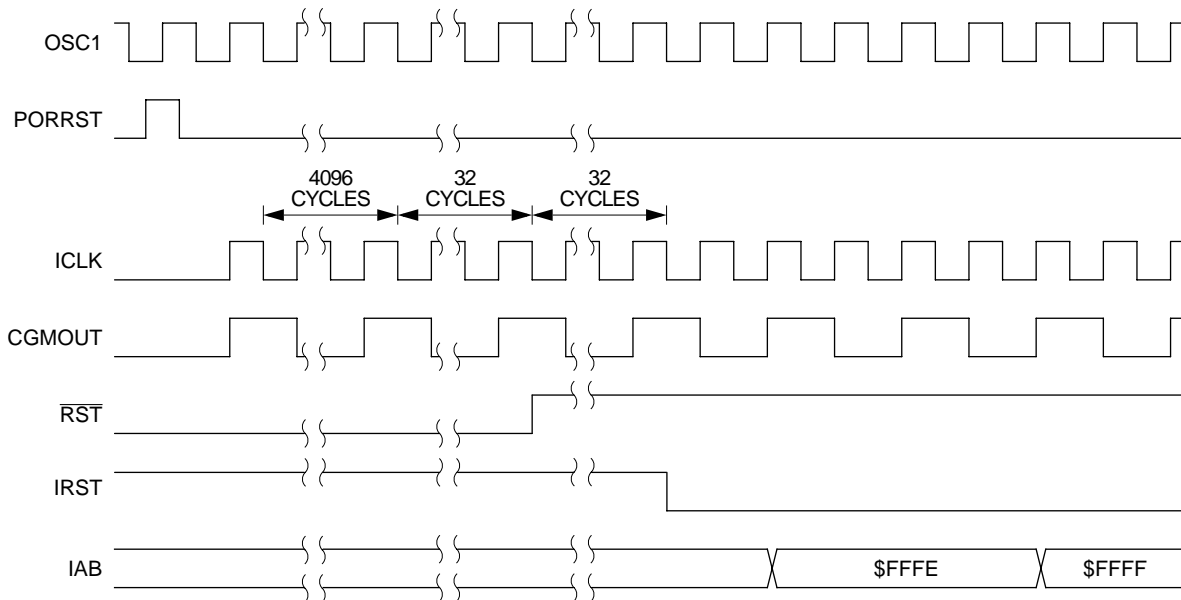 OSC1
PORRST
4096
CYCLES
32
CYCLES
32
CYCLES
ICLK
CGMOUT
RST
IRST
IAB
$FFFE
$FFFF